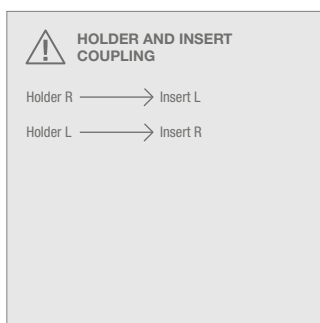 HOLDER AND INSERT
COUPLING
Holder R Insert L
Holder L Insert R